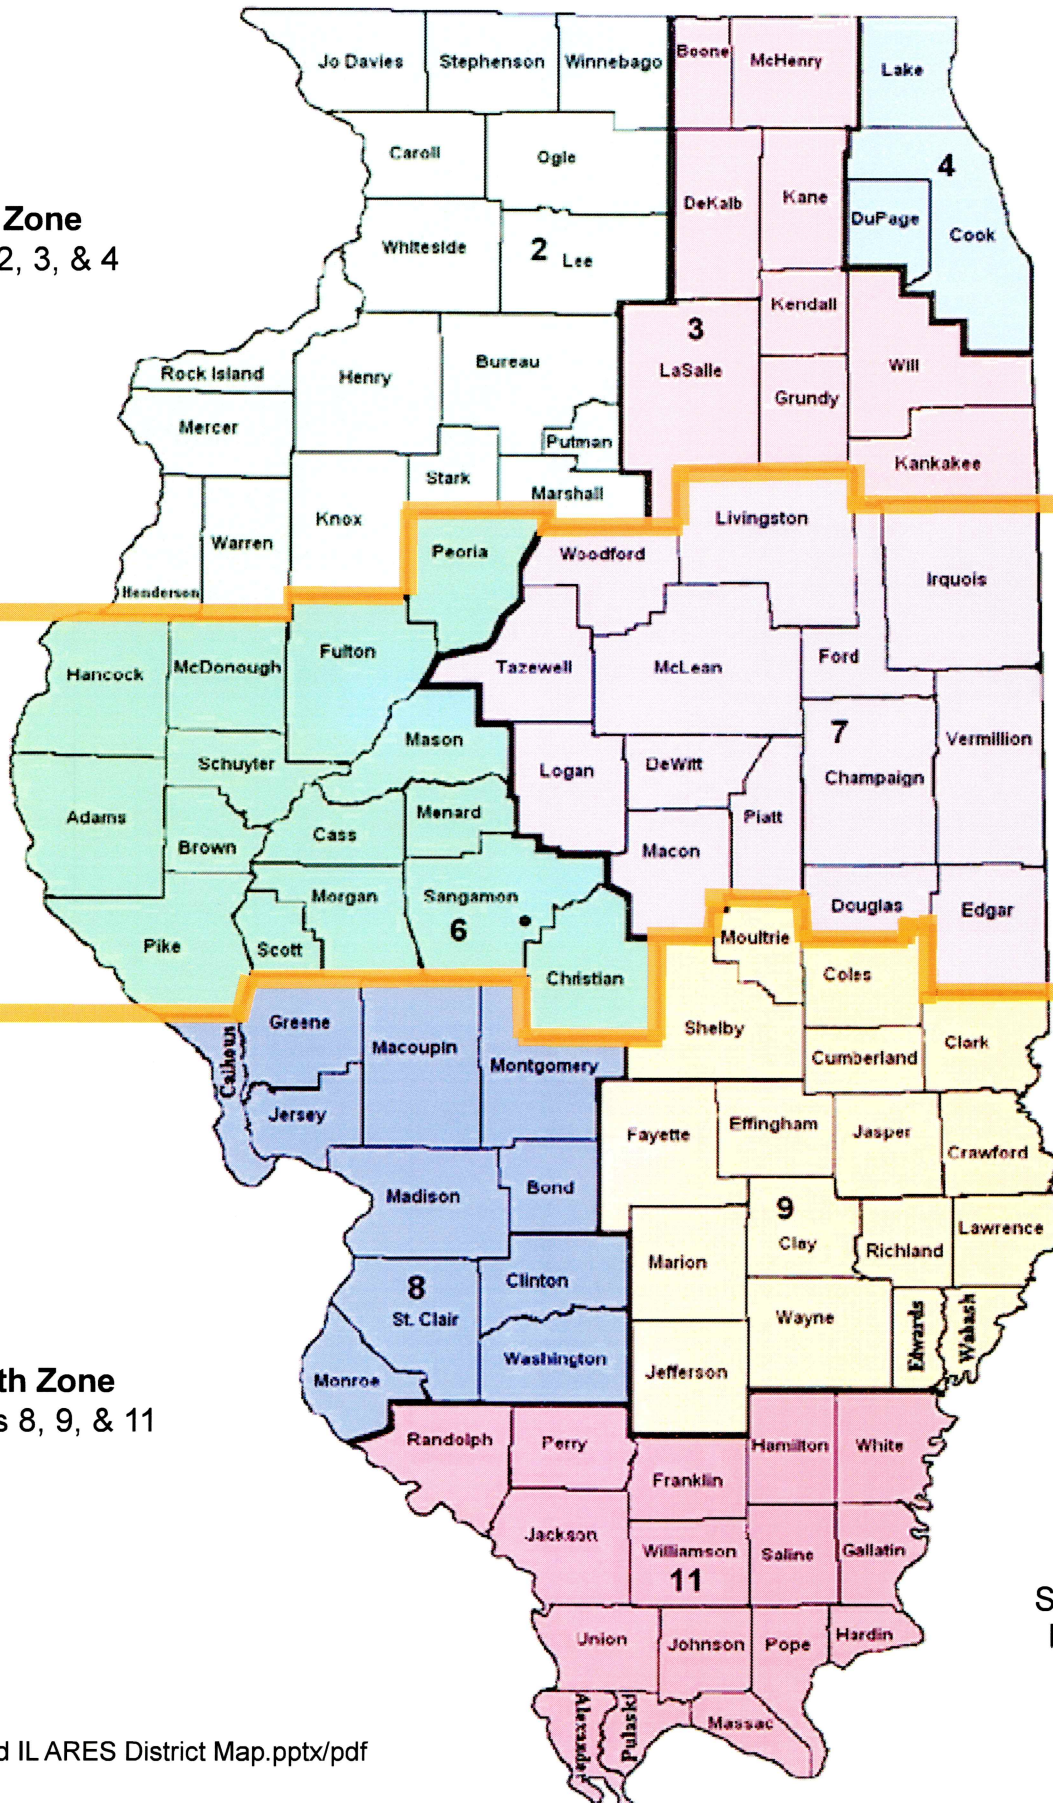 Jo Davies
Stephenson
Winnebago
Boone
McHenry
Lake
Caroll
Ogle
4
DeKalb
Kane
DuPage
Cook
Zone
2, 3, & 4
Whiteside
2
Lee
Kendall
3
LaSalle
Will
Rock Island
Henry
Bureau
Grundy
Mercer
Putman
Kankakee
Stark
Marshall
Knox
Livingston
Warren
Peoria
Woodford
Henderson
Irquois
Hancock
McDonough
Fulton
Tazewell
McLean
Ford
Mason
7
Vermillion
Schuyler
Logan
DeWitt
Champaign
Adams
Menard
Piatt
Brown
Cass
Macon
Morgan
Sangamon
Douglas
Edgar
Pike
Scott
6
Moultrie
Christian
Coles
Greene
Shelby
Clark
Calhoun
Macoupin
Montgomery
Cumberland
Jersey
Fayette
Effingham
Jasper
Crawford
Madison
Bond
9
Clay
Lawrence
Richland
Marion
8
St. Clair
Clinton
Wayne
Edwards
Wabash
Washington
Jefferson
Monroe
th Zone
s 8, 9, & 11
Randolph
Perry
Hamilton
White
Franklin
Jackson
Williamson
Saline
Gallatin
11
S
Union
Johnson
Pope
Hardin
Alexander
Pulaski
Massac
d IL ARES District Map.pptx/pdf